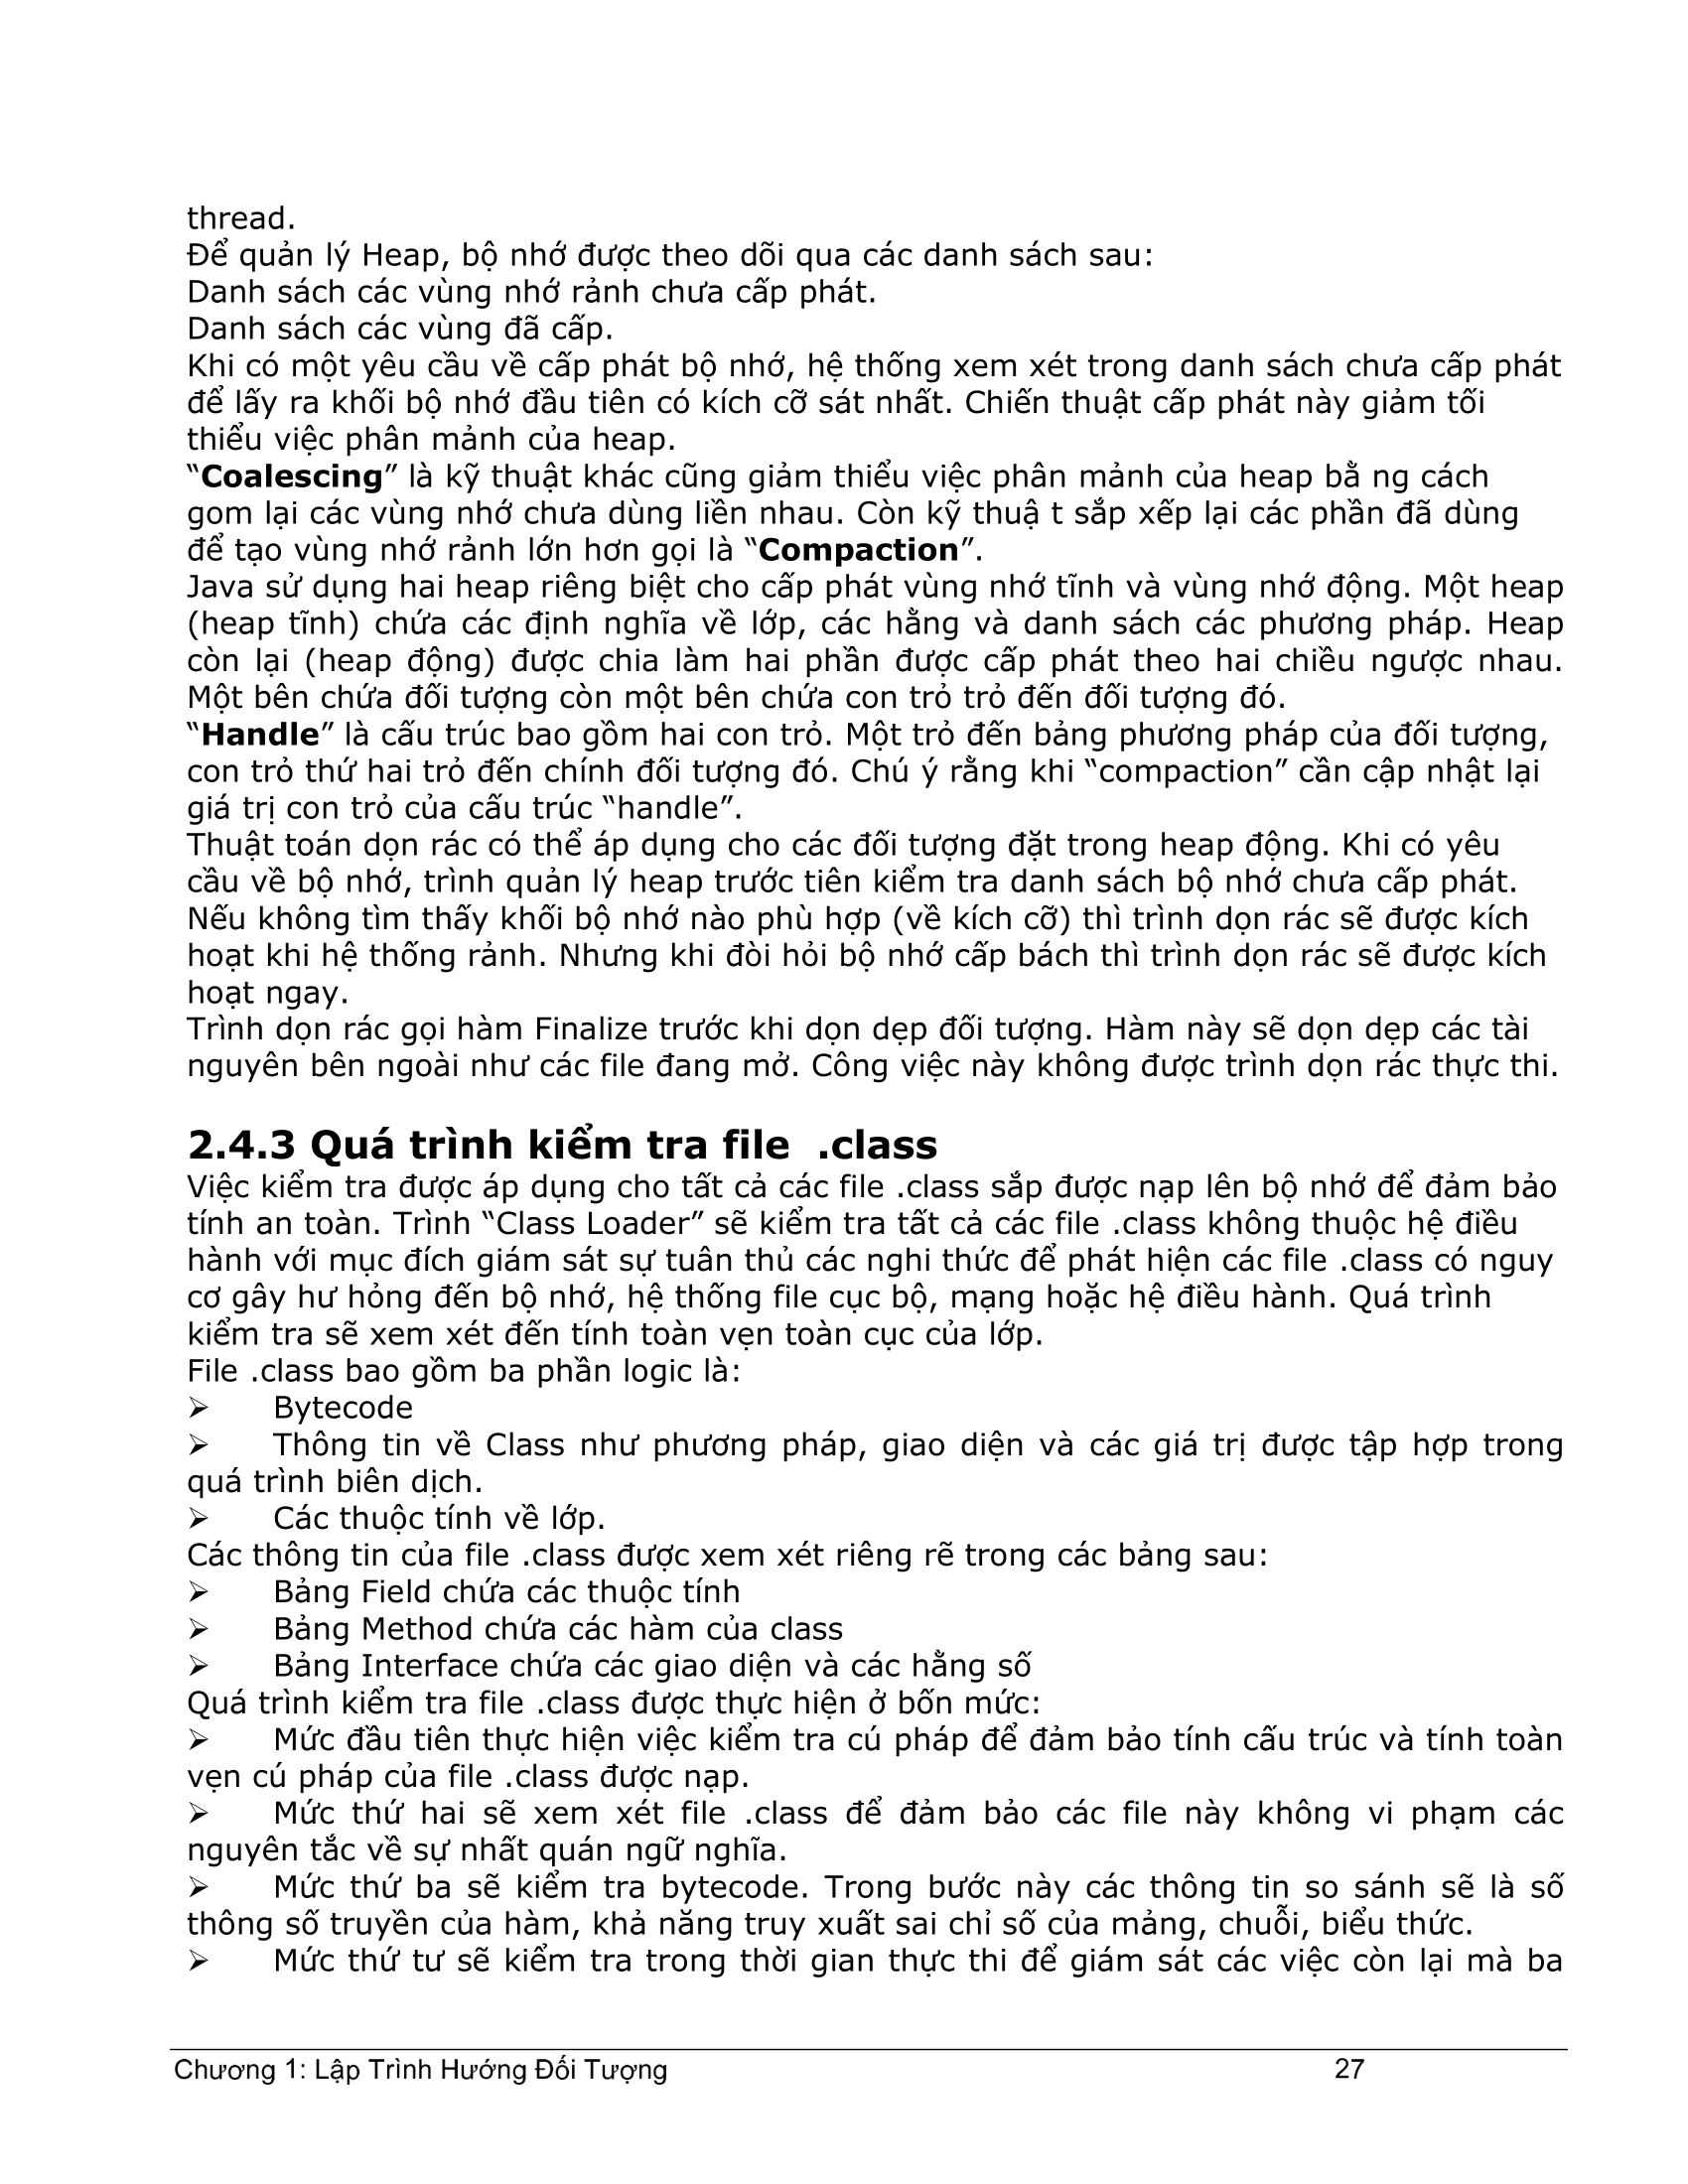 thread.
Để quản lý Heap, bộ nhớ được theo dõi qua các danh sách sau:
Danh sách các vùng nhớ rảnh chưa cấp phát.
Danh sách các vùng đã cấp.
Khi có một yêu cầu về cấp phát bộ nhớ, hệ thống xem xét trong danh sách chưa cấp phát
để lấy ra khối bộ nhớ đầu tiên có kích cỡ sát nhất. Chiến thuật cấp phát này giảm tối
thiểu việc phân mảnh của heap.
“Coalescing” là kỹ thuật khác cũng giảm thiểu việc phân mảnh của heap bằ ng cách
gom lại các vùng nhớ chưa dùng liền nhau. Còn kỹ thuậ t sắp xếp lại các phần đã dùng
để tạo vùng nhớ rảnh lớn hơn gọi là “Compaction”.
Java sử dụng hai heap riêng biệt cho cấp phát vùng nhớ tĩnh và vùng nhớ động. Một heap
(heap tĩnh) chứa các định nghĩa về lớp, các hằng và danh sách các phương pháp. Heap
còn lại (heap động) được chia làm hai phần được cấp phát theo hai chiều ngược nhau.
Một bên chứa đối tượng còn một bên chứa con trỏ trỏ đến đối tượng đó.
“Handle” là cấu trúc bao gồm hai con trỏ. Một trỏ đến bảng phương pháp của đối tượng,
con trỏ thứ hai trỏ đến chính đối tượng đó. Chú ý rằng khi “compaction” cần cập nhật lại
giá trị con trỏ của cấu trúc “handle”.
Thuật toán dọn rác có thể áp dụng cho các đối tượng đặt trong heap động. Khi có yêu
cầu về bộ nhớ, trình quản lý heap trước tiên kiểm tra danh sách bộ nhớ chưa cấp phát.
Nếu không tìm thấy khối bộ nhớ nào phù hợp (về kích cỡ) thì trình dọn rác sẽ được kích
hoạt khi hệ thống rảnh. Nhưng khi đòi hỏi bộ nhớ cấp bách thì trình dọn rác sẽ được kích
hoạt ngay.
Trình dọn rác gọi hàm Finalize trước khi dọn dẹp đối tượng. Hàm này sẽ dọn dẹp các tài
nguyên bên ngoài như các file đang mở. Công việc này không được trình dọn rác thực thi.
2.4.3 Quá trình kiểm tra file .class
Việc kiểm tra được áp dụng cho tất cả các file .class sắp được nạp lên bộ nhớ để đảm bảo
tính an toàn. Trình “Class Loader” sẽ kiểm tra tất cả các file .class không thuộc hệ điều
hành với mục đích giám sát sự tuân thủ các nghi thức để phát hiện các file .class có nguy
cơ gây hư hỏng đến bộ nhớ, hệ thống file cục bộ, mạng hoặc hệ điều hành. Quá trình
kiểm tra sẽ xem xét đến tính toàn vẹn toàn cục của lớp.
File .class bao gồm ba phần logic là:
➢ Bytecode
➢ Thông tin về Class như phương pháp, giao diện và các giá trị được tập hợp trong
quá trình biên dịch.
➢ Các thuộc tính về lớp.
Các thông tin của file .class được xem xét riêng rẽ trong các bảng sau:
➢ Bảng Field chứa các thuộc tính
➢ Bảng Method chứa các hàm của class
➢ Bảng Interface chứa các giao diện và các hằng số
Quá trình kiểm tra file .class được thực hiện ở bốn mức:
➢ Mức đầu tiên thực hiện việc kiểm tra cú pháp để đảm bảo tính cấu trúc và tính toàn
vẹn cú pháp của file .class được nạp.
➢ Mức thứ hai sẽ xem xét file .class để đảm bảo các file này không vi phạm các
nguyên tắc về sự nhất quán ngữ nghĩa.
➢ Mức thứ ba sẽ kiểm tra bytecode. Trong bước này các thông tin so sánh sẽ là số
thông số truyền của hàm, khả năng truy xuất sai chỉ số của mảng, chuỗi, biểu thức.
➢ Mức thứ tư sẽ kiểm tra trong thời gian thực thi để giám sát các việc còn lại mà ba
Chương 1: Lập Trình Hướng Đối Tượng 27